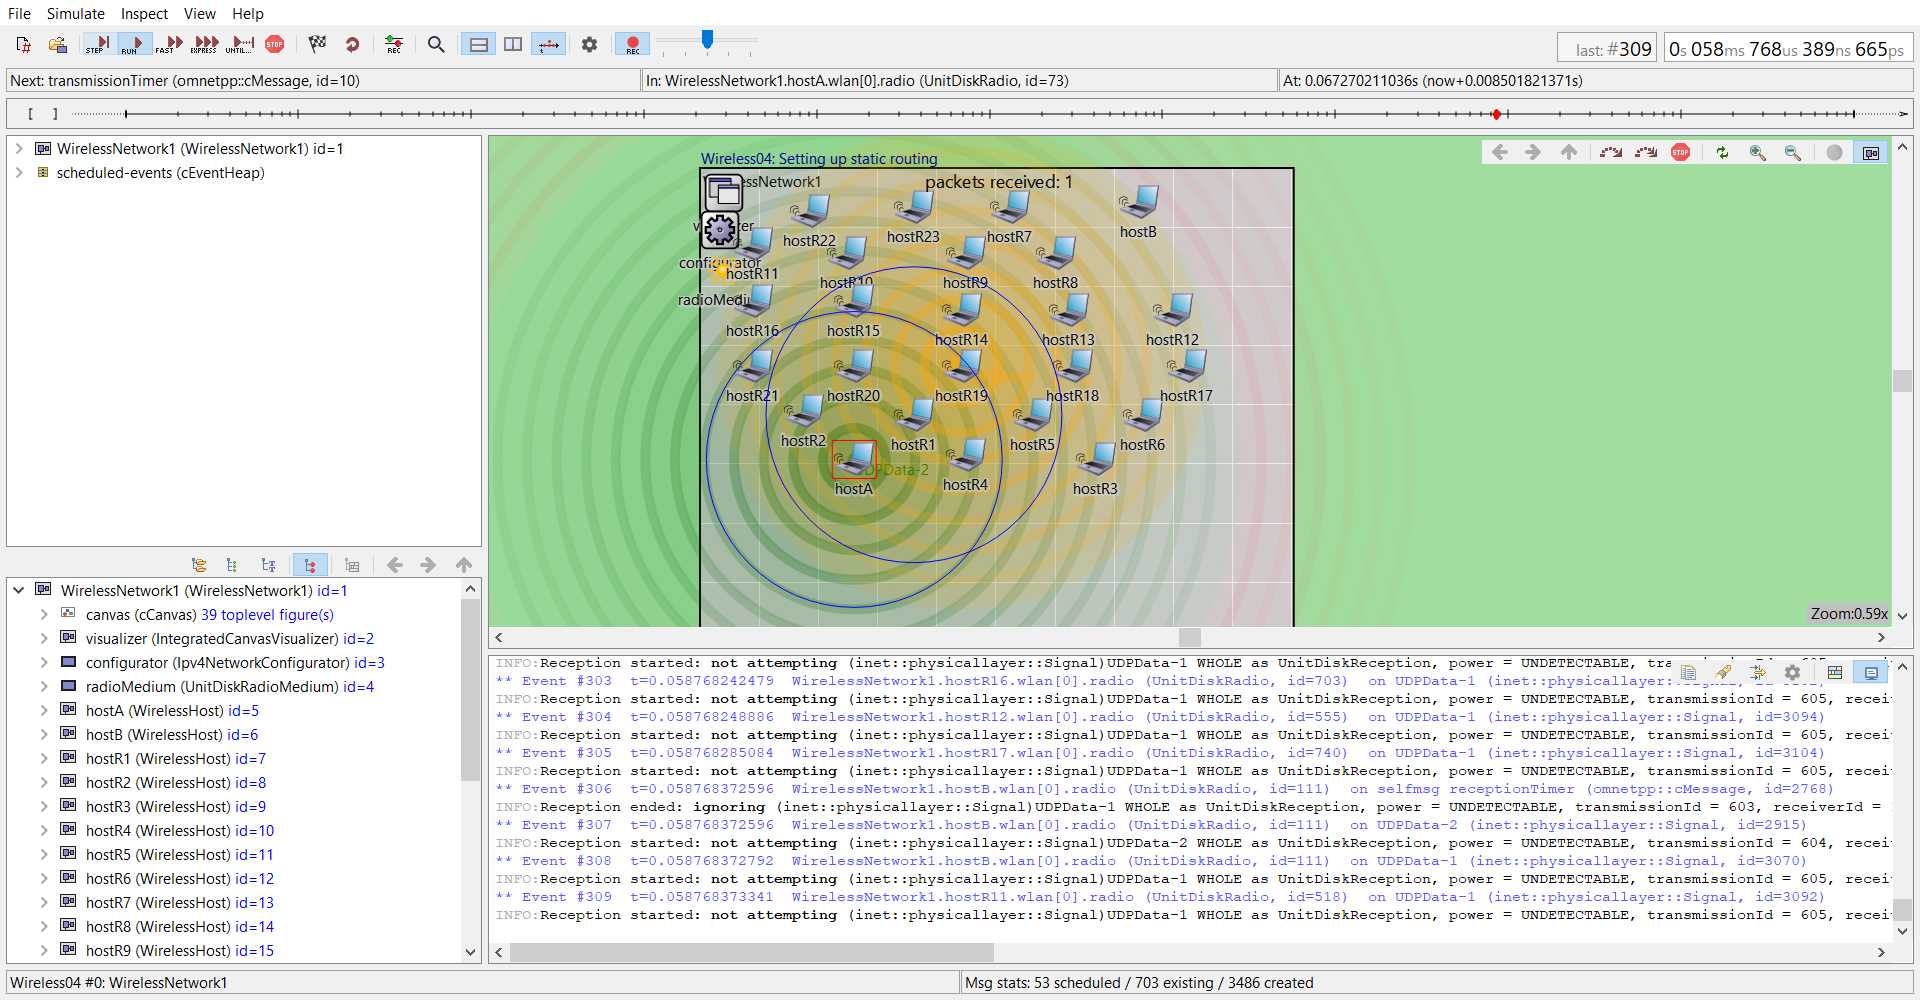 File Simulate Inspect View Help
STEP RUN FAST EXPRESS UNTIL... STOP REC REC
last: #309 0s 058ms 768us 389ns 665ps
Next: transmissionTimer (omnetpp::cMessage, id=10) In: WirelessNetwork1.hostA.wlan[0].radio (UnitDiskRadio, id=73) At: 0.067270211036s (now+0.008501821371s)
[ ]
WirelessNetwork1 (WirelessNetwork1) id=1
scheduled-events (cEventHeap)
WirelessNetwork1 (WirelessNetwork1) id=1
canvas (cCanvas) 39 toplevel figure(s)
visualizer (IntegratedCanvasVisualizer) id=2
configurator (Ipv4NetworkConfigurator) id=3
radioMedium (UnitDiskRadioMedium) id=4
hostA (WirelessHost) id=5
hostB (WirelessHost) id=6
hostR1 (WirelessHost) id=7
hostR2 (WirelessHost) id=8
hostR3 (WirelessHost) id=9
hostR4 (WirelessHost) id=10
hostR5 (WirelessHost) id=11
hostR6 (WirelessHost) id=12
hostR7 (WirelessHost) id=13
hostR8 (WirelessHost) id=14
hostR9 (WirelessHost) id=15
Wireless04: Setting up static routing
STOP
packets received: 1
hostR22 hostR23 hostR7 hostB
configurator
hostR11 hostR10 hostR9 hostR8
hostR16 hostR15 hostR14 hostR13 hostR12
hostR21 hostR20 hostR19 hostR18 hostR17
hostR2 hostR1 hostR5 hostR6
DPData-2
hostA hostR4 hostR3
Zoom:0.59x
INFO:Reception started: not attempting (inet::physicallayer::Signal)UDPData-1 WHOLE as UnitDiskReception, power = UNDETECTABLE, transmissionId = 605, recei
** Event #303 t=0.058768242479 WirelessNetwork1.hostR16.wlan[0].radio (UnitDiskRadio, id=703) on UDPData-1 (inet::physicallayer::Signal,
INFO:Reception started: not attempting (inet::physicallayer::Signal)UDPData-1 WHOLE as UnitDiskReception, power = UNDETECTABLE, transmissionId = 605, recei
** Event #304 t=0.058768248886 WirelessNetwork1.hostR12.wlan[0].radio (UnitDiskRadio, id=555) on UDPData-1 (inet::physicallayer::Signal, id=3094)
INFO:Reception started: not attempting (inet::physicallayer::Signal)UDPData-1 WHOLE as UnitDiskReception, power = UNDETECTABLE, transmissionId = 605, recei
** Event #305 t=0.058768285084 WirelessNetwork1.hostR17.wlan[0].radio (UnitDiskRadio, id=740) on UDPData-1 (inet::physicallayer::Signal, id=3104)
INFO:Reception started: not attempting (inet::physicallayer::Signal)UDPData-1 WHOLE as UnitDiskReception, power = UNDETECTABLE, transmissionId = 605, recei
** Event #306 t=0.058768372596 WirelessNetwork1.hostB.wlan[0].radio (UnitDiskRadio, id=111) on selfmsg receptionTimer (omnetpp::cMessage, id=2768)
INFO:Reception ended: ignoring (inet::physicallayer::Signal)UDPData-1 WHOLE as UnitDiskReception, power = UNDETECTABLE, transmissionId = 603, receiverId =
** Event #307 t=0.058768372596 WirelessNetwork1.hostB.wlan[0].radio (UnitDiskRadio, id=111) on UDPData-2 (inet::physicallayer::Signal, id=2915)
INFO:Reception started: not attempting (inet::physicallayer::Signal)UDPData-2 WHOLE as UnitDiskReception, power = UNDETECTABLE, transmissionId = 604, recei
** Event #308 t=0.058768372792 WirelessNetwork1.hostB.wlan[0].radio (UnitDiskRadio, id=111) on UDPData-1 (inet::physicallayer::Signal, id=3070)
INFO:Reception started: not attempting (inet::physicallayer::Signal)UDPData-1 WHOLE as UnitDiskReception, power = UNDETECTABLE, transmissionId = 605, recei
** Event #309 t=0.058768373341 WirelessNetwork1.hostR11.wlan[0].radio (UnitDiskRadio, id=518) on UDPData-1 (inet::physicallayer::Signal, id=3092)
INFO:Reception started: not attempting (inet::physicallayer::Signal)UDPData-1 WHOLE as UnitDiskReception, power = UNDETECTABLE, transmissionId = 605, recei
Wireless04 #0: WirelessNetwork1 Msg stats: 53 scheduled / 703 existing / 3486 created